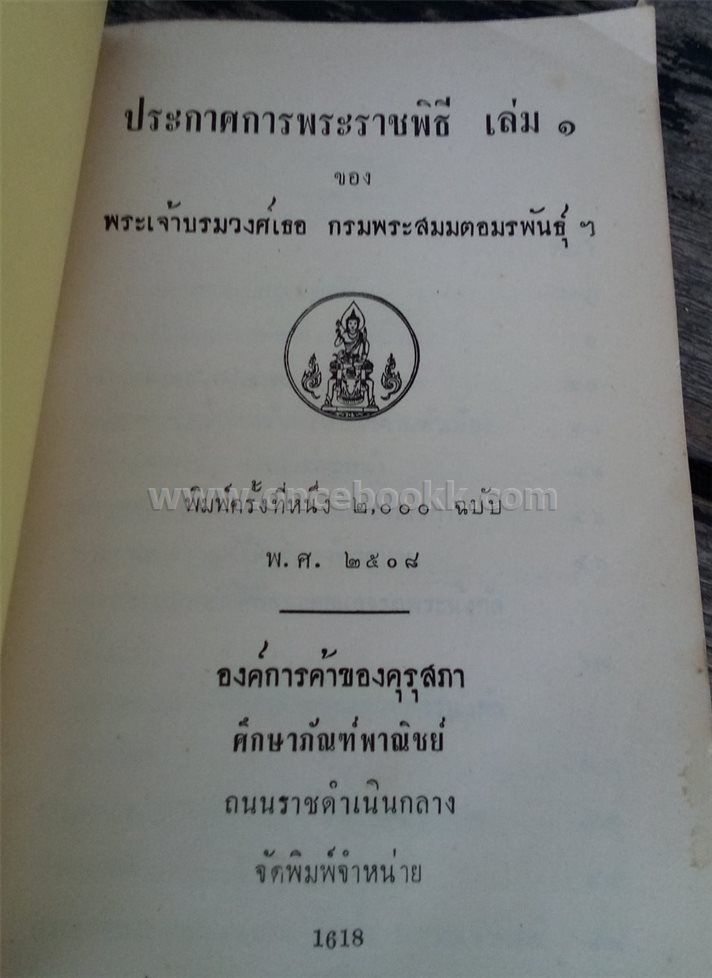 ประกาศการพระราชพิธี เล่ม ๑
ของ
พระเจ้าบรมวงศ์เธอ กรมพระสมมตอมรพันธุ์ ฯ
www.oncebookk.com
พิมพ์ครั้งที่หนึ่ง ๒,๐๐๐ ฉบับ
พ.ศ. ๒๕๐๘
องค์การค้าของคุรุสภา
ศึกษาภัณฑ์พาณิชย์
ถนนราชดำเนินกลาง
จัดพิมพ์จำหน่าย
1618